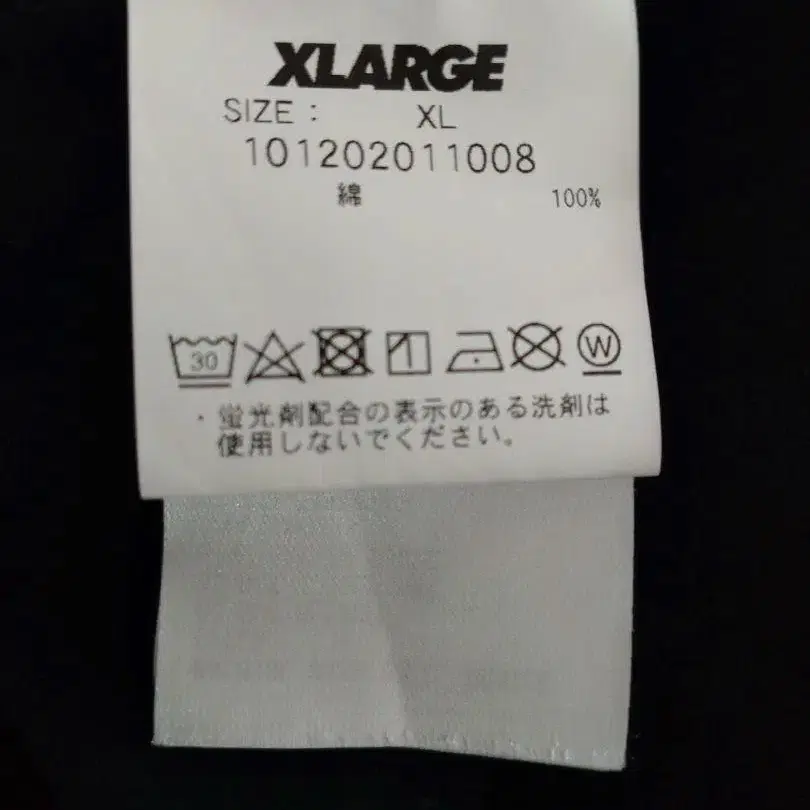 XLARGE
SIZE : XL
101202011008
綿 100%
30 W
・蛍光剤配合の表示のある洗剤は
使用しないでください。